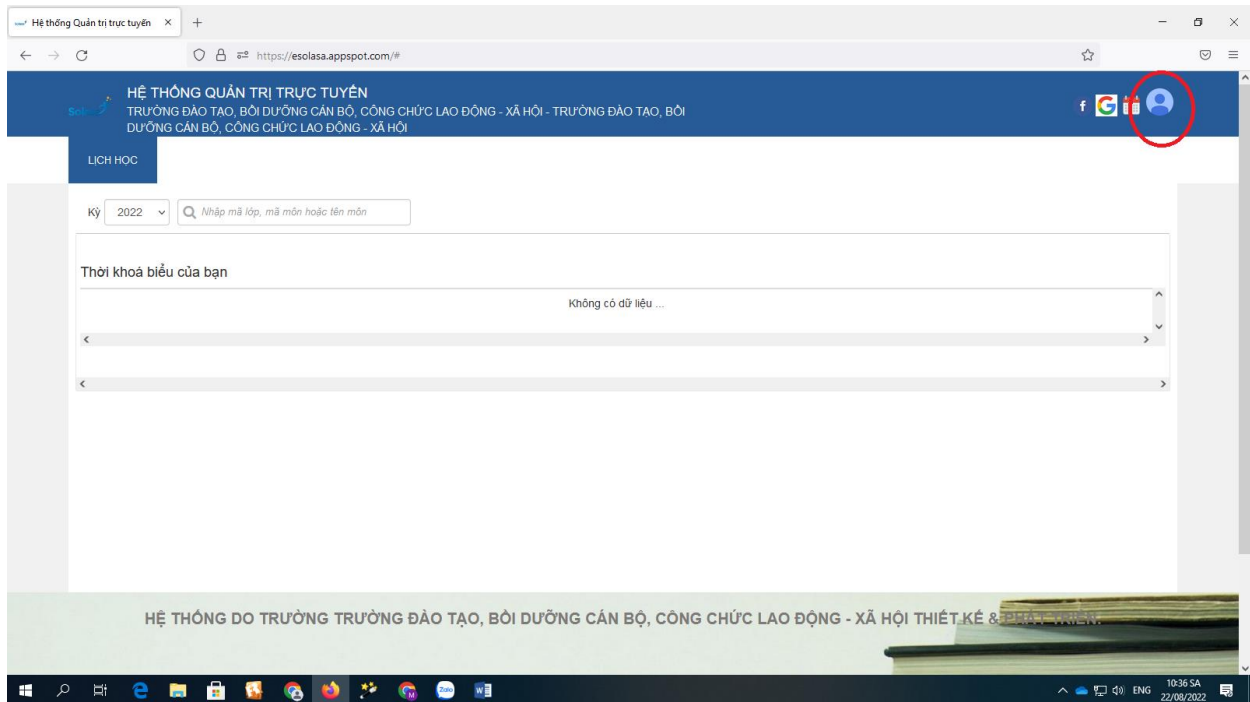 Hệ thống Quản trị trực tuyến
https://esolasa.appspot.com/#
HỆ THỐNG QUẢN TRỊ TRỰC TUYẾN
TRƯỜNG ĐÀO TẠO, BỒI DƯỠNG CÁN BỘ, CÔNG CHỨC LAO ĐỘNG - XÃ HỘI - TRƯỜNG ĐÀO TẠO, BỒI
DƯỠNG CÁN BỘ, CÔNG CHỨC LAO ĐỘNG - XÃ HỘI
LỊCH HỌC
Kỳ 2022 Nhập mã lớp, mã môn hoặc tên môn
Thời khoá biểu của bạn
Không có dữ liệu ...
HỆ THỐNG DO TRƯỜNG TRƯỜNG ĐÀO TẠO, BỒI DƯỠNG CÁN BỘ, CÔNG CHỨC LAO ĐỘNG - XÃ HỘI THIẾT KẾ & PHÁT TRIỂN.
Zalo
ENG
10:36 SA
22/08/2022